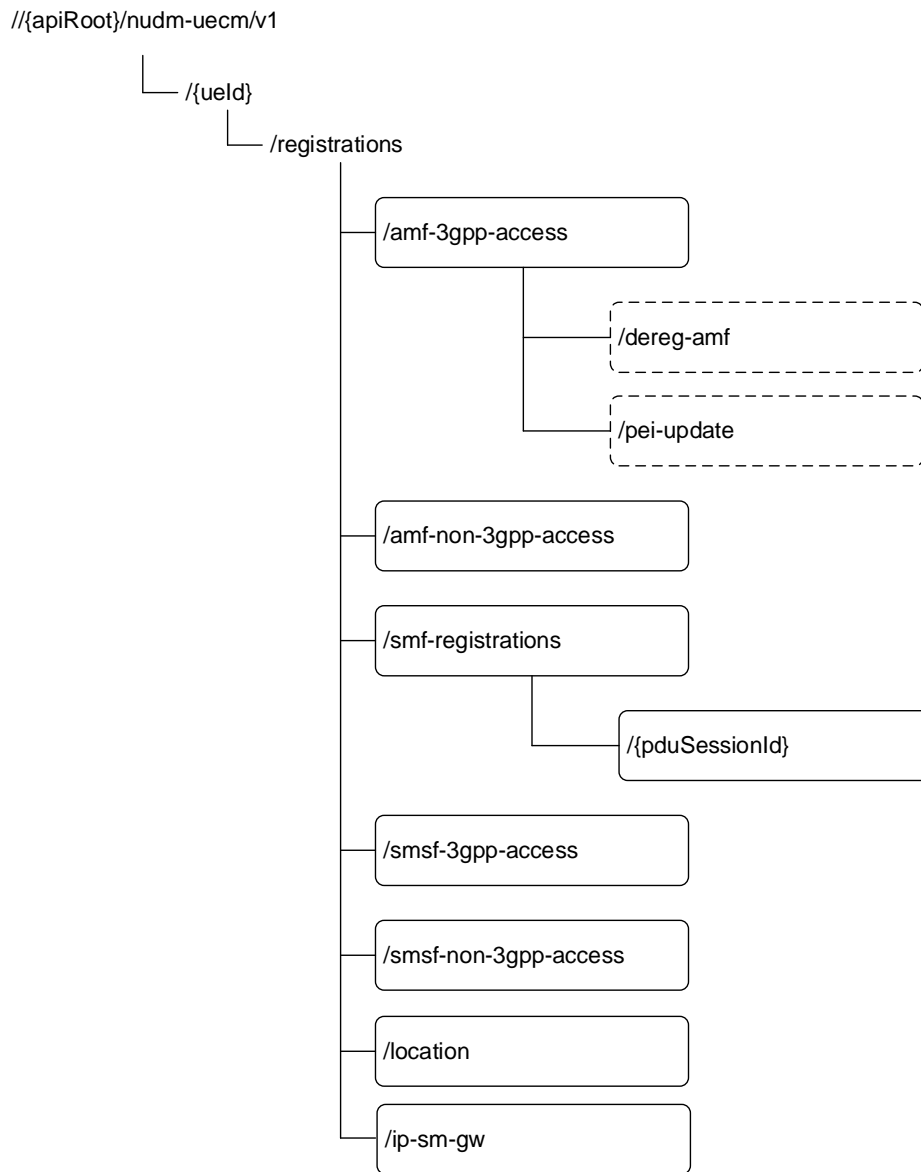 //{apiRoot}/nudm-uecm/v1
/{ueId}
/registrations
/amf-3gpp-access
/dereg-amf
/pei-update
/amf-non-3gpp-access
/smf-registrations
/{pduSessionId}
/smsf-3gpp-access
/smsf-non-3gpp-access
/location
/ip-sm-gw